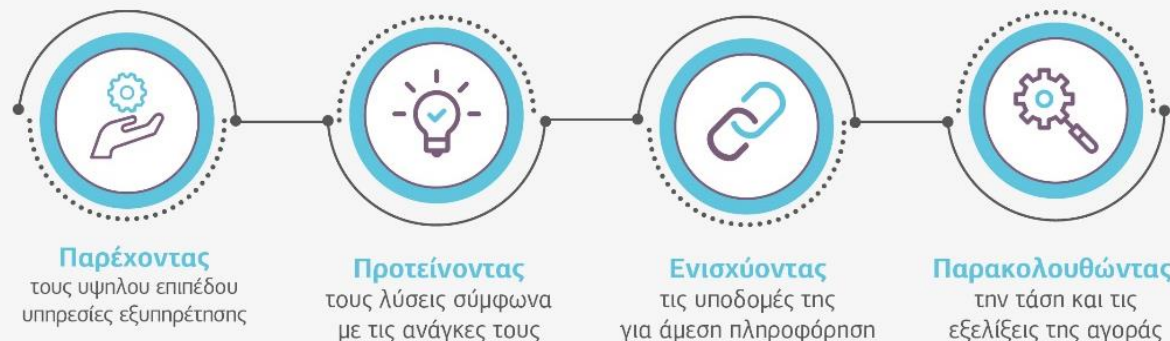 Παρέχοντας
τους υψηλου επιπέδου
υπηρεσίες εξυπηρέτησης
Προτείνοντας
τους λύσεις σύμφωνα
με τις ανάγκες τους
Ενισχύοντας
τις υποδομές της
για άμεση πληροφόρηση
Παρακολουθώντας
την τάση και τις
εξελίξεις της αγοράς